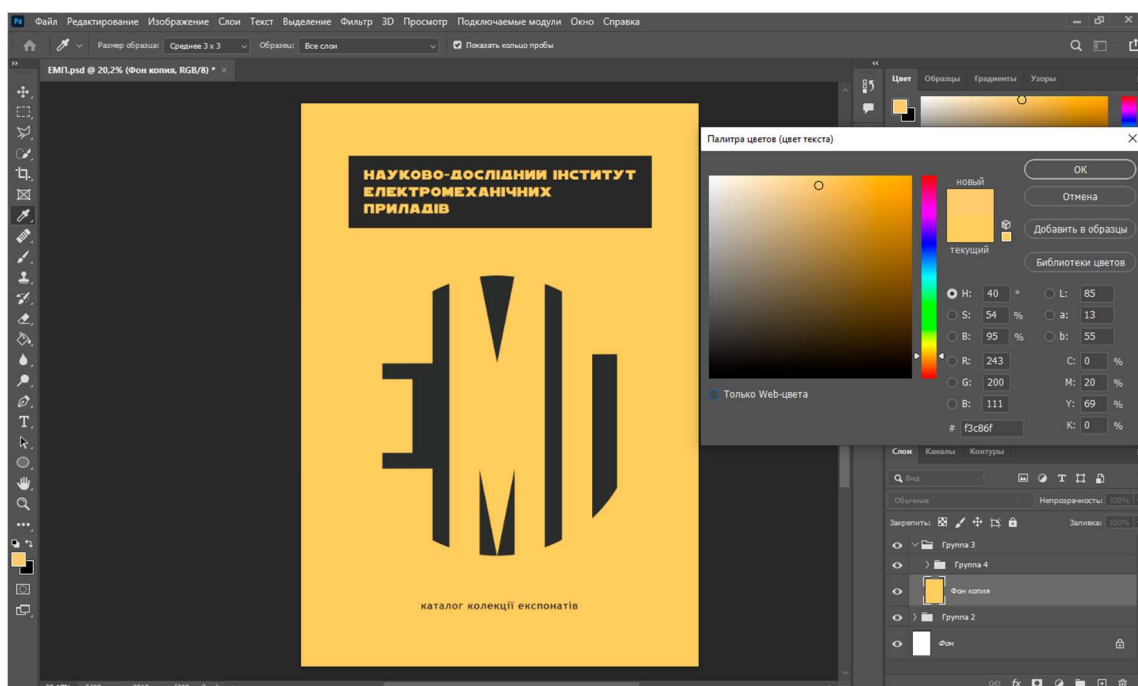 Ps Файл Редактирование Изображение Слои Текст Выделение Фильтр 3D Просмотр Подключаемые модули Окно Справка
Размер образца: Среднее 3 x 3 Образец: Все слои Показать кольцо пробы
ЕМП.psd @ 20,2% (Фон копия, RGB/8) * ×
Цвет Образцы Градиенты Узоры
НАУКОВО-ДОСЛІДНИЙ ІНСТИТУТ
ЕЛЕКТРОМЕХАНІЧНИХ
ПРИЛАДІВ
каталог колекції експонатів
Палитра цветов (цвет текста)
новый
текущий
ОК
Отмена
Добавить в образцы
Библиотеки цветов
H: 40 ° L: 85
S: 54 % a: 13
B: 95 % b: 55
R: 243 C: 0 %
G: 200 M: 20 %
B: 111 Y: 69 %
# f3c86f K: 0 %
Только Web-цвета
Слои Каналы Контуры
Вид
Обычные Непрозрачность: 100%
Закрепить: Заливка: 100%
Группа 3
Группа 4
Фон копия
Группа 2
Фон
fx